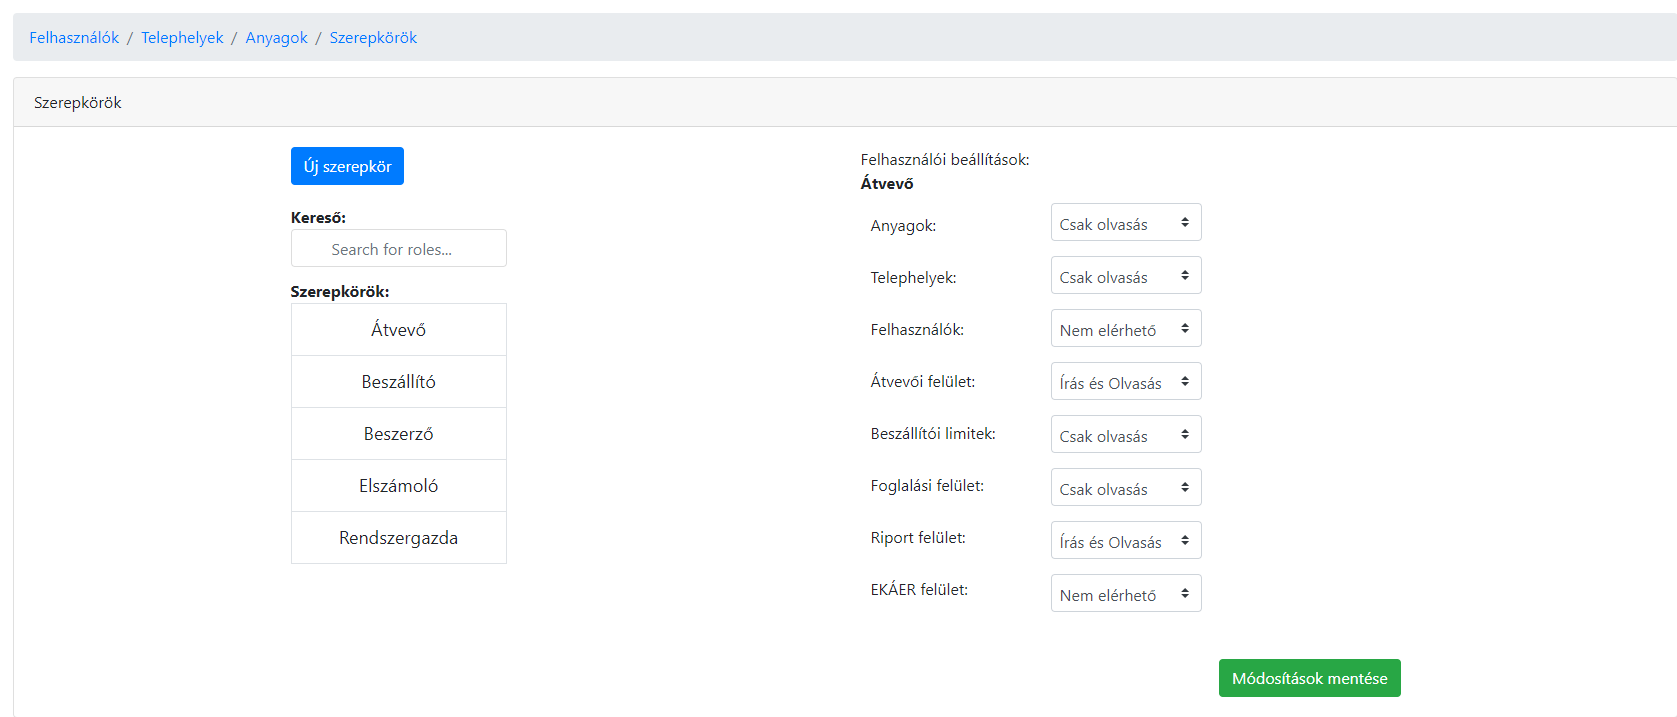 Felhasználók / Telephelyek / Anyagok / Szerepkörök
Szerepkörök
Új szerepkör
Kereső:
Search for roles...
Szerepkörök:
Átvevő
Beszállító
Beszerző
Elszámoló
Rendszergazda
Felhasználói beállítások:
Átvevő
Anyagok: Csak olvasás
Telephelyek: Csak olvasás
Felhasználók: Nem elérhető
Átvevői felület: Írás és Olvasás
Beszállítói limitek: Csak olvasás
Foglalási felület: Csak olvasás
Riport felület: Írás és Olvasás
EKÁER felület: Nem elérhető
Módosítások mentése